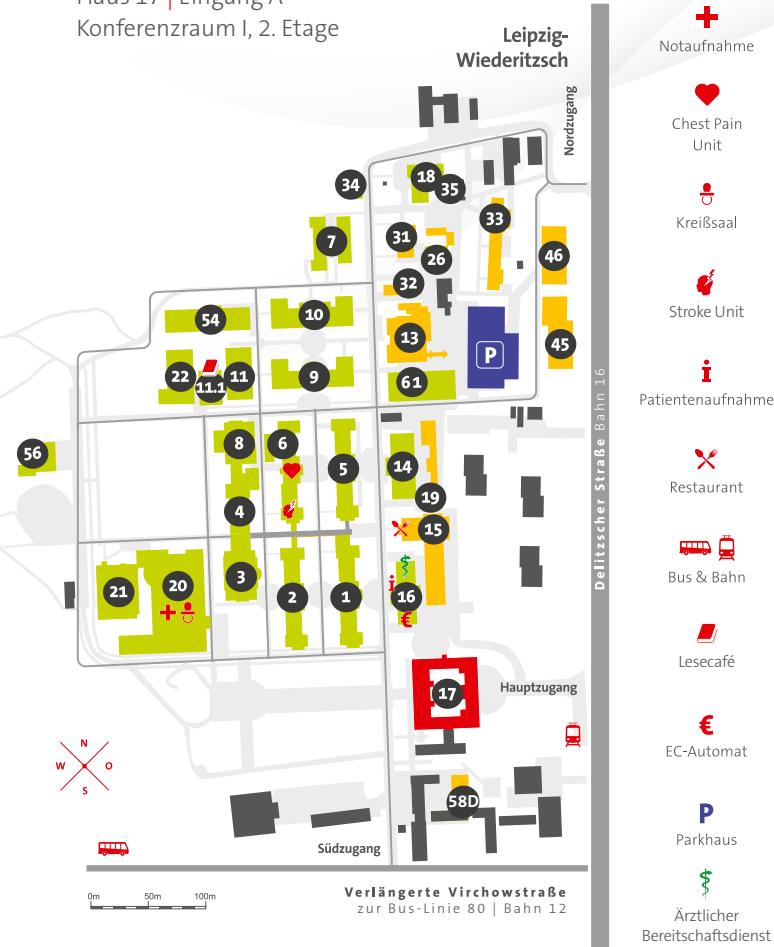 Haus 17 | Eingang A
Konferenzraum I, 2. Etage
Leipzig-
Wiederitzsch
Nordzugang
34
18
35
7
31
33
26
46
32
54
10
13
P
45
22
11.1
11
9
61
56
8
6
5
14
19
4
15
21
20
3
2
1
16
17
Hauptzugang
58D
Südzugang
N
W
O
S
0m
50m
100m
Delitzscher Straße Bahn 16
Verlängerte Virchowstraße
zur Bus-Linie 80 | Bahn 12
Notaufnahme
Chest Pain
Unit
Kreißsaal
Stroke Unit
Patientenaufnahme
Restaurant
Bus & Bahn
Lesecafé
€
EC-Automat
P
Parkhaus
Ärztlicher
Bereitschaftsdienst